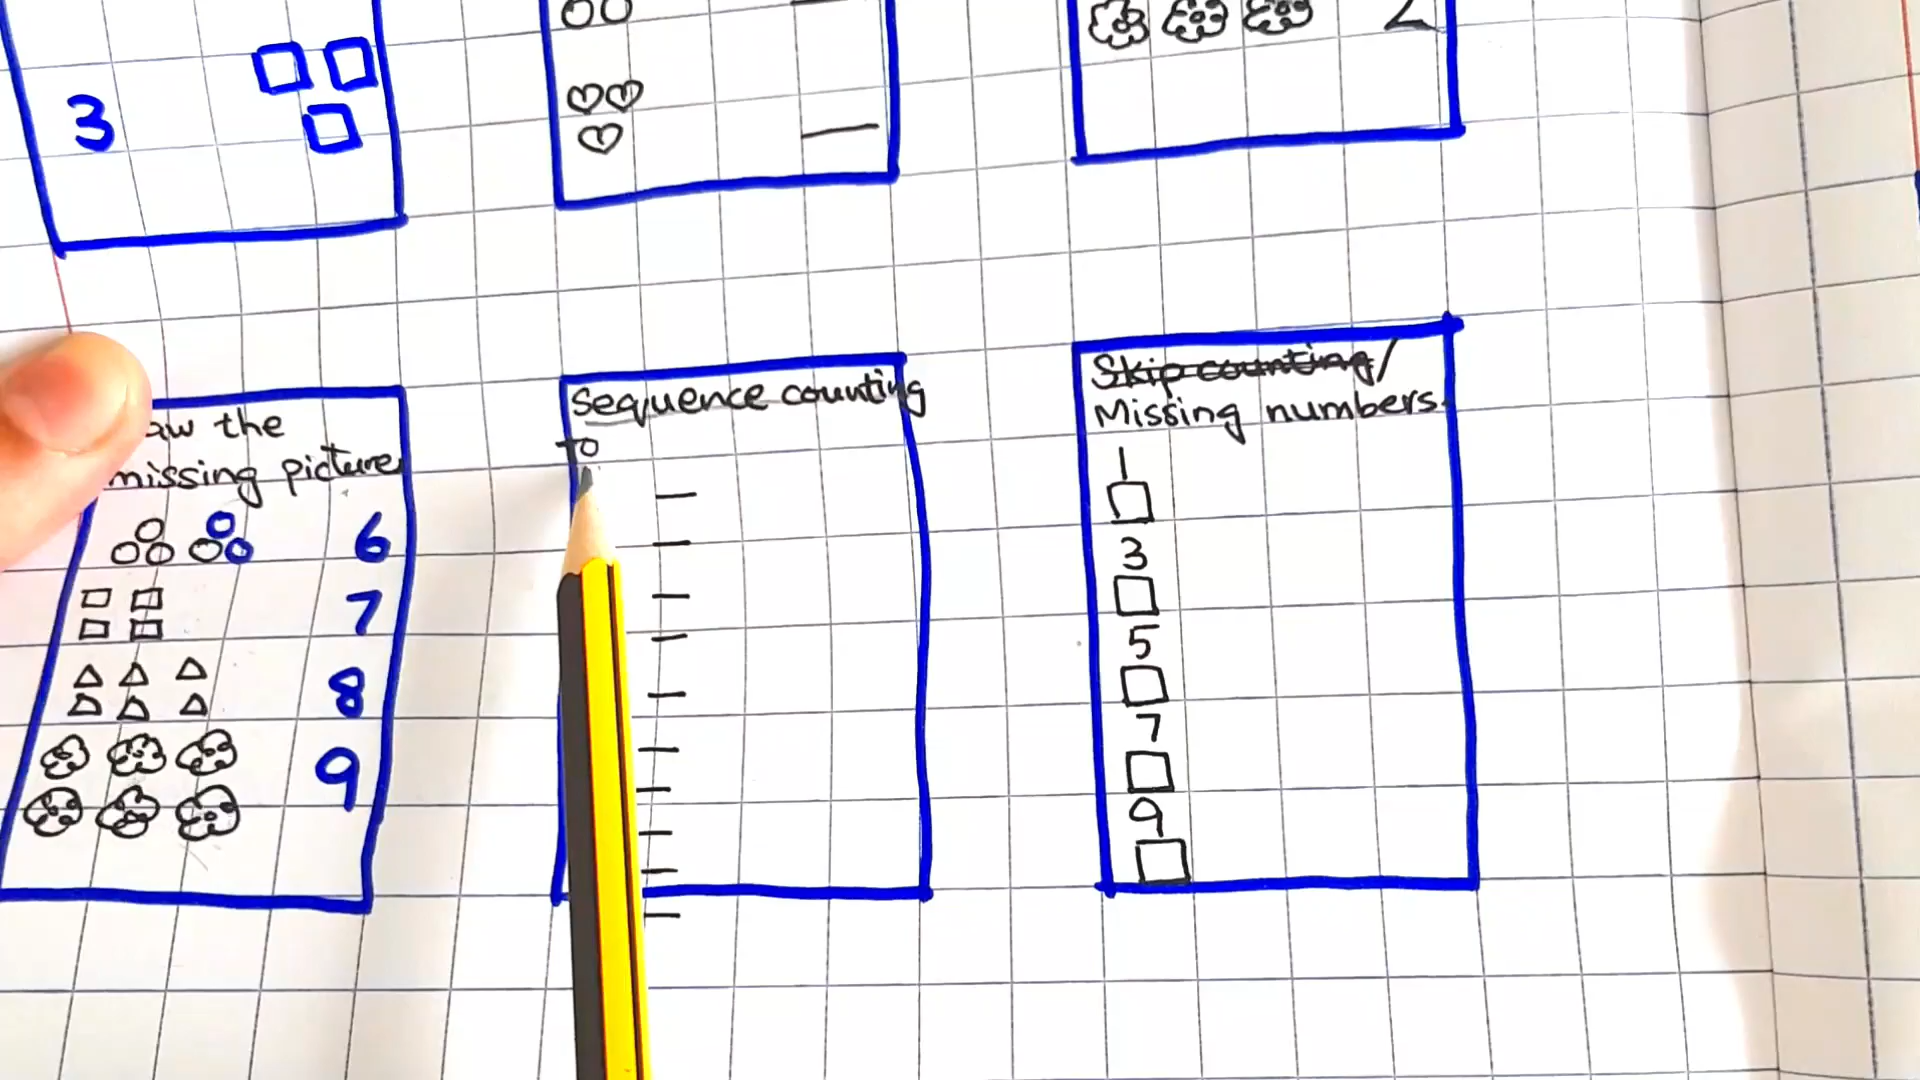 3
2
aw the
missing picture
6
7
8
9
Sequence counting
TO
Skip counting/
Missing numbers.
1
3
5
7
9